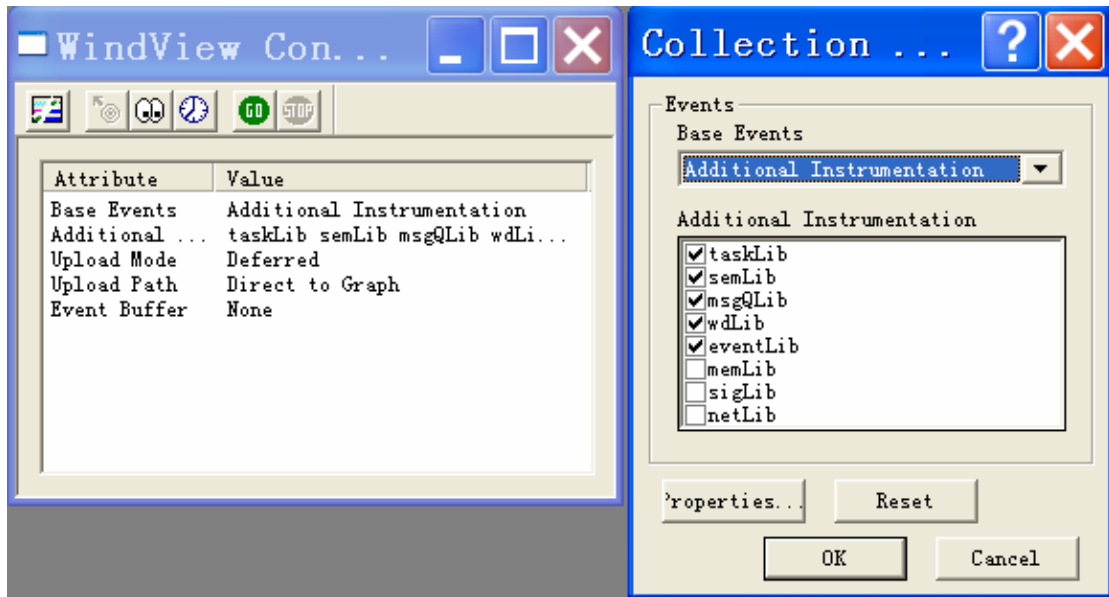 WindView Con...
GO STOP
Attribute Value
Base Events Additional Instrumentation
Additional ... taskLib semLib msgQLib wdLi...
Upload Mode Deferred
Upload Path Direct to Graph
Event Buffer None
Collection ...
Events
Base Events
Additional Instrumentation
Additional Instrumentation
taskLib
semLib
msgQLib
wdLib
eventLib
memLib
sigLib
netLib
Properties... Reset
OK Cancel